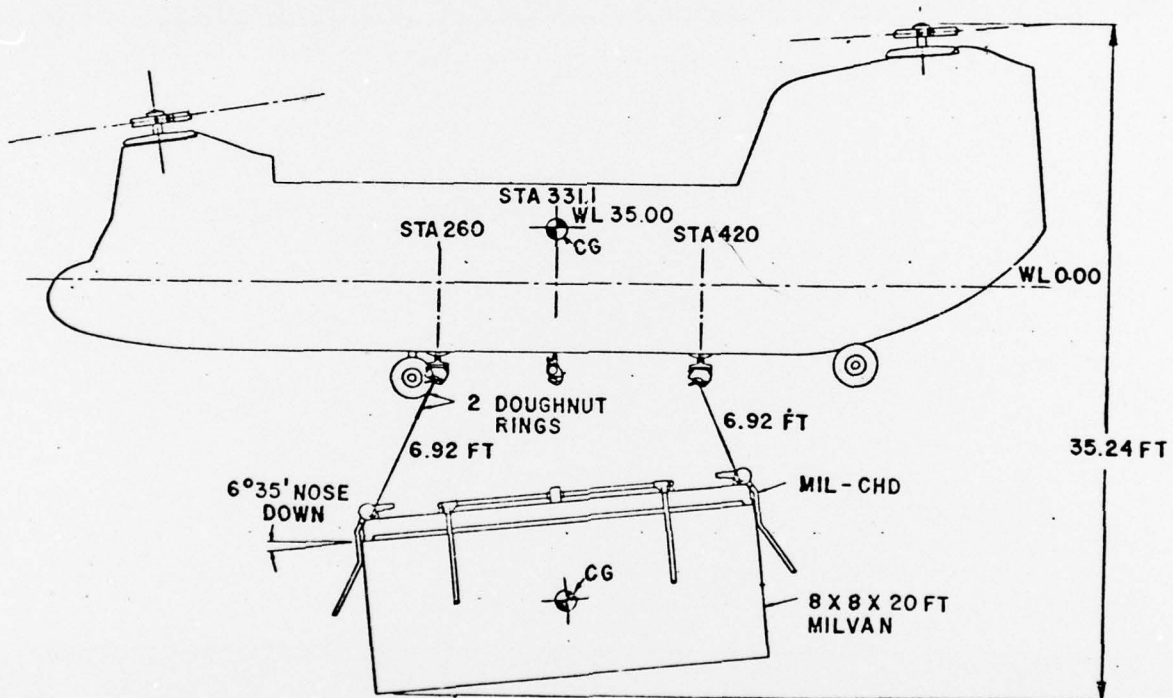 STA 331.1
WL 35.00
CG
STA 260
STA 420
WL 0.00
2 DOUGHNUT
RINGS
6.92 FT
6.92 FT
35.24 FT
6°35' NOSE
DOWN
MIL-CHD
CG
8 X 8 X 20 FT
MILVAN